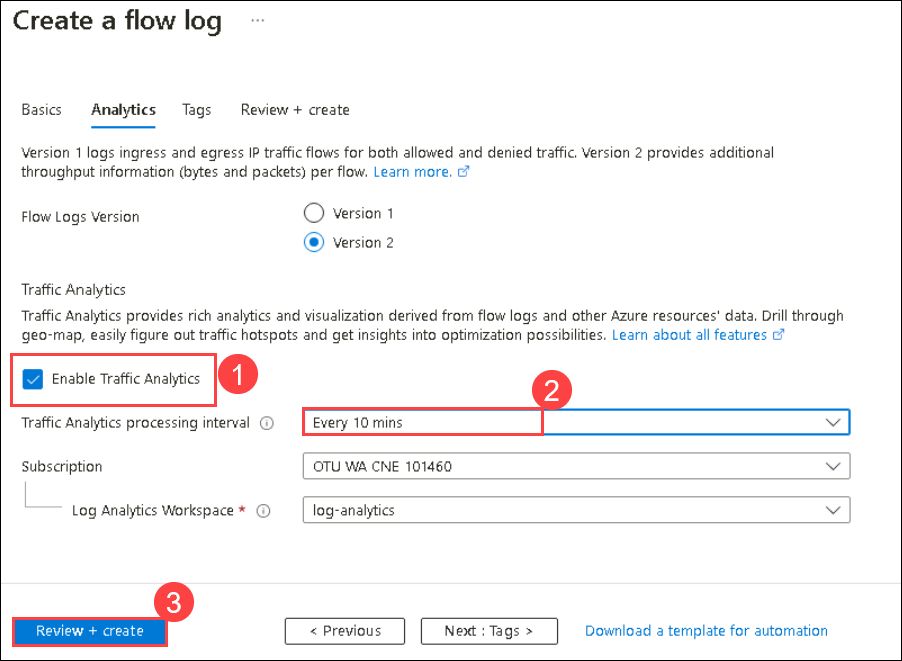 Create a flow log ...
Basics Analytics Tags Review + create
Version 1 logs ingress and egress IP traffic flows for both allowed and denied traffic. Version 2 provides additional
throughput information (bytes and packets) per flow. Learn more.
Flow Logs Version
Version 1
Version 2
Traffic Analytics
Traffic Analytics provides rich analytics and visualization derived from flow logs and other Azure resources' data. Drill through
geo-map, easily figure out traffic hotspots and get insights into optimization possibilities. Learn about all features
Enable Traffic Analytics 1
2
Traffic Analytics processing interval Every 10 mins
Subscription OTU WA CNE 101460
Log Analytics Workspace * log-analytics
3
Review + create < Previous Next : Tags > Download a template for automation